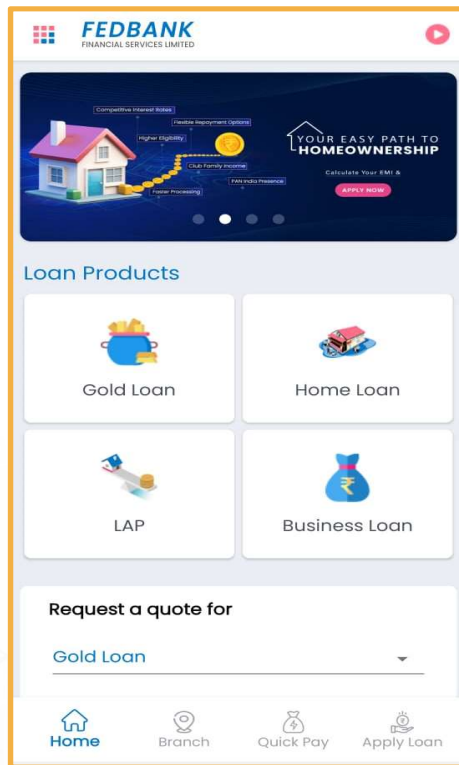 FEDBANK
FINANCIAL SERVICES LIMITED
Competitive Interest Rates
Flexible Repayment Options
Higher Eligibility
Club Family Income
PAN India Presence
Faster Processing
YOUR EASY PATH TO
HOMEOWNERSHIP
Calculate Your EMI &
APPLY NOW
Loan Products
Gold Loan
Home Loan
LAP
Business Loan
Request a quote for
Gold Loan
Home
Branch
Quick Pay
Apply Loan